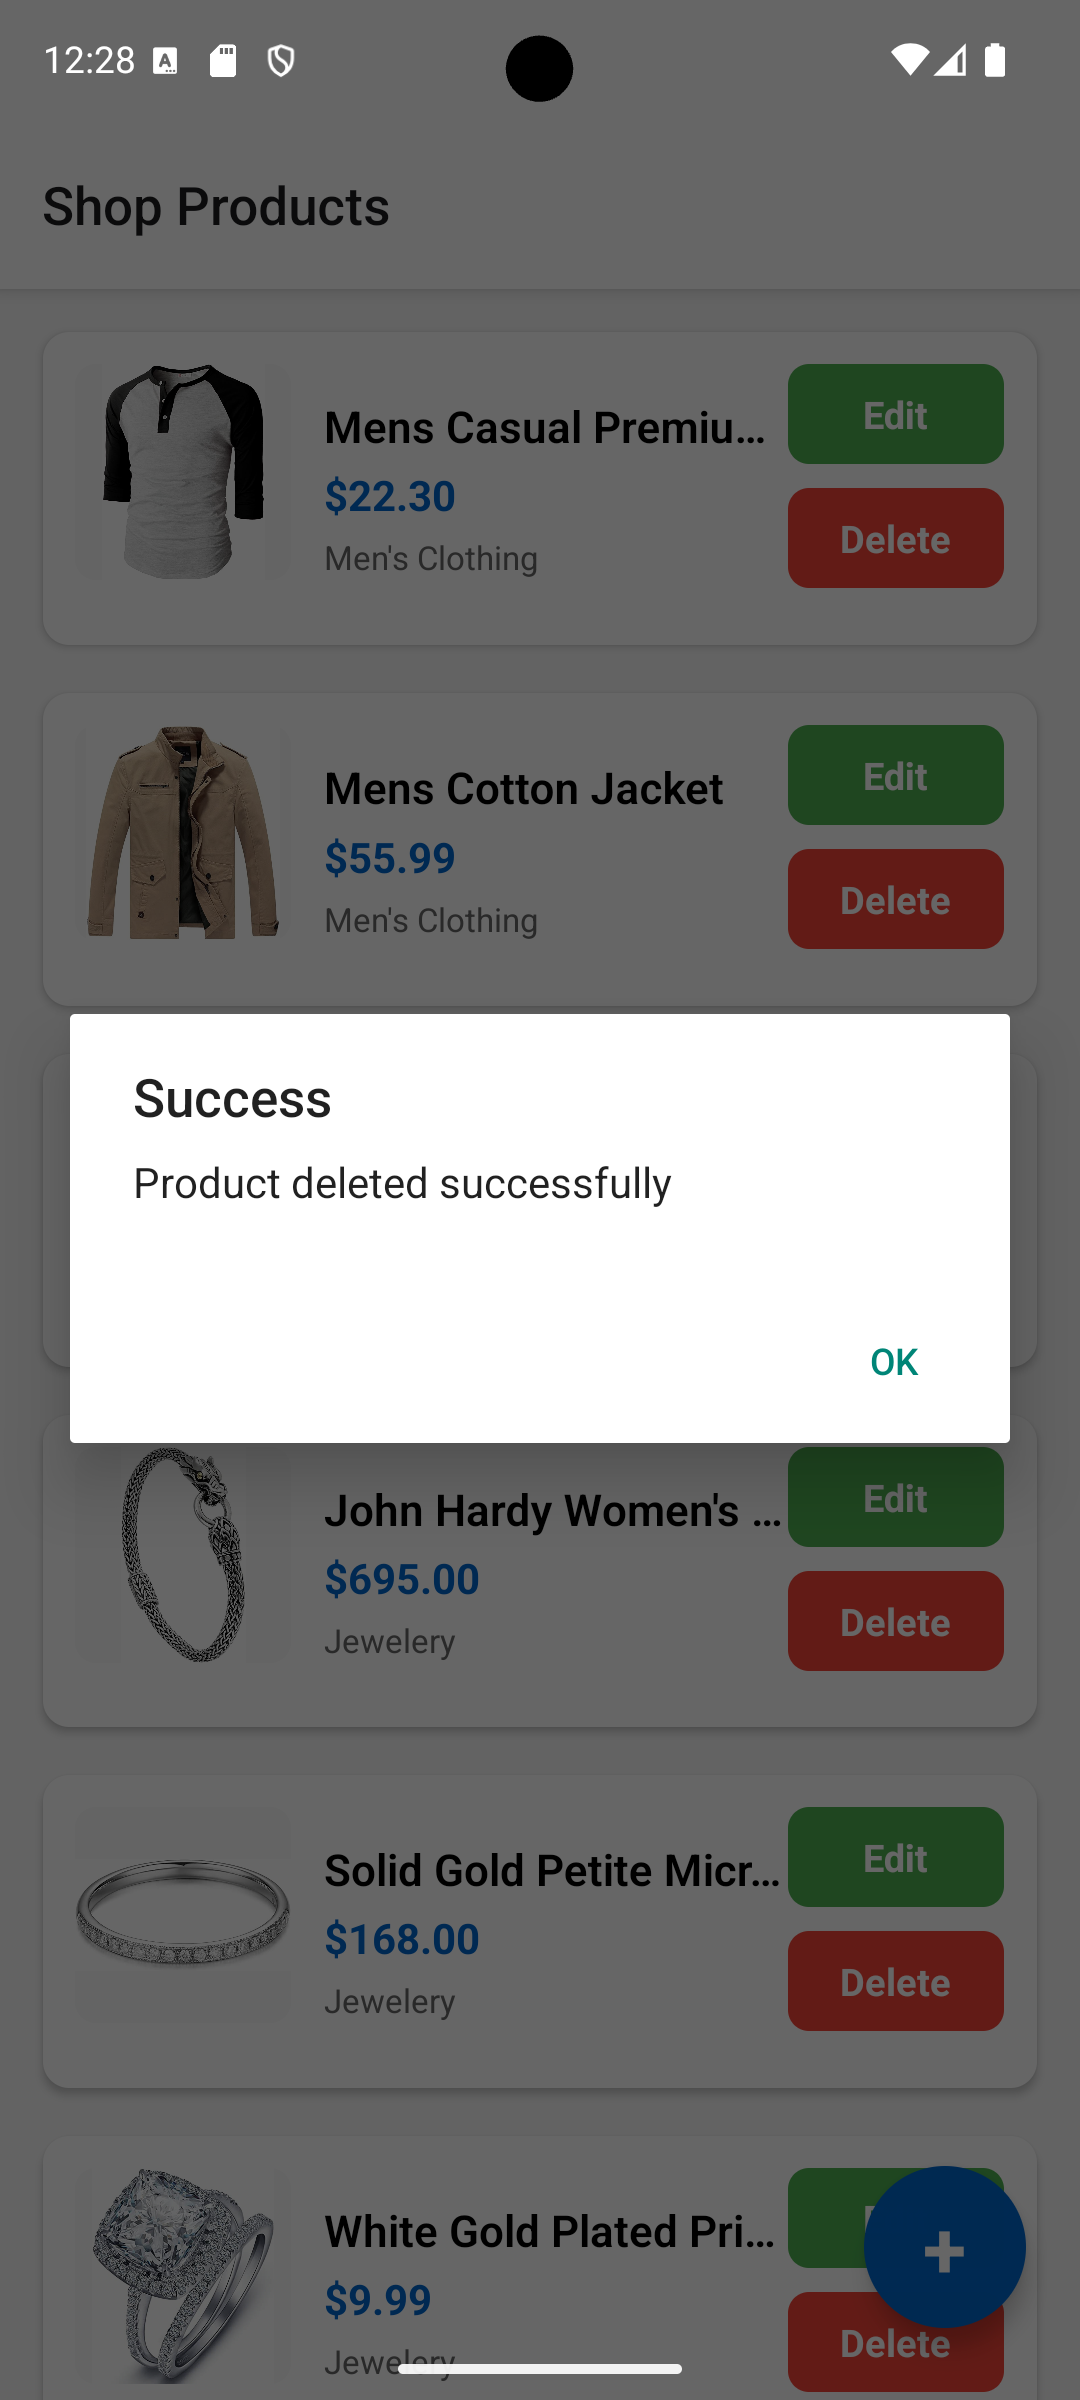 12:28
Shop Products
Mens Casual Premiu...
$22.30
Men's Clothing
Edit
Delete
Mens Cotton Jacket
$55.99
Men's Clothing
Edit
Delete
Success
Product deleted successfully
OK
John Hardy Women's ...
$695.00
Jewelery
Edit
Delete
Solid Gold Petite Micr...
$168.00
Jewelery
Edit
Delete
White Gold Plated Pri...
$9.99
Jewelery
+
Delete